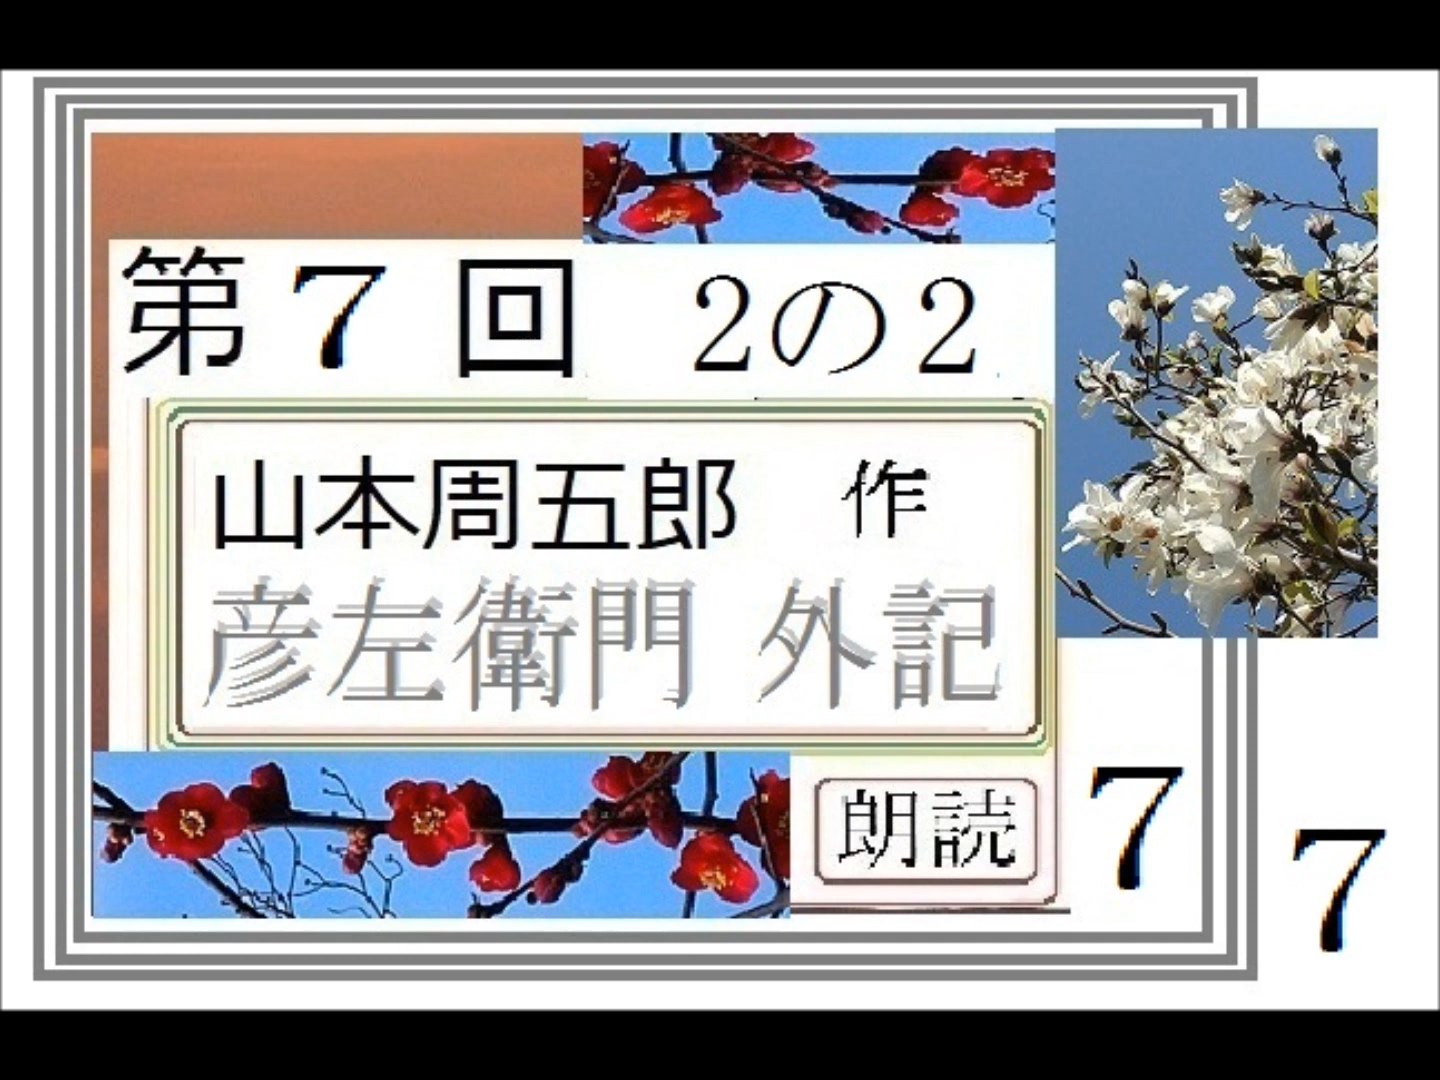 第７回　２の２
山本周五郎　作
彦左衛門　外記
朗読
７
７